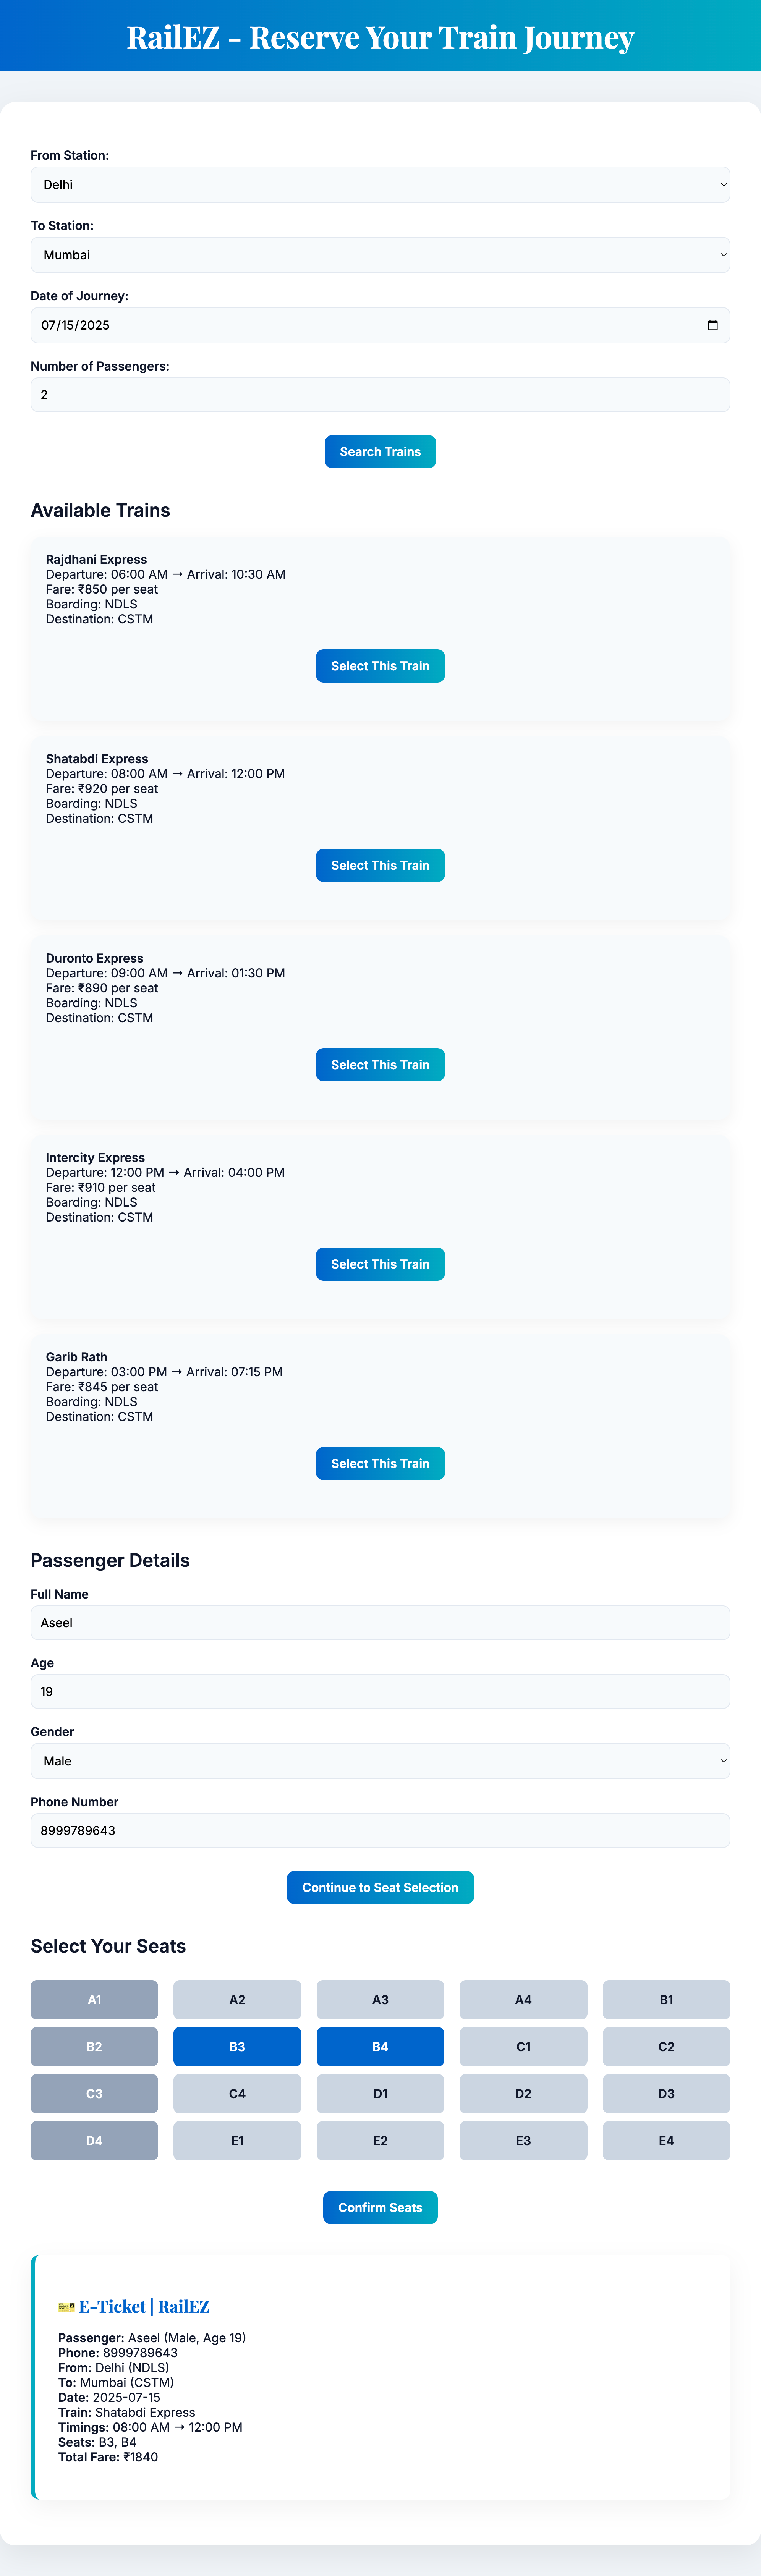 RailEZ - Reserve Your Train Journey
From Station:
Delhi
To Station:
Mumbai
Date of Journey:
07/15/2025
Number of Passengers:
2
Search Trains
Available Trains
Rajdhani Express
Departure: 06:00 AM → Arrival: 10:30 AM
Fare: ₹850 per seat
Boarding: NDLS
Destination: CSTM
Select This Train
Shatabdi Express
Departure: 08:00 AM → Arrival: 12:00 PM
Fare: ₹920 per seat
Boarding: NDLS
Destination: CSTM
Select This Train
Duronto Express
Departure: 09:00 AM → Arrival: 01:30 PM
Fare: ₹890 per seat
Boarding: NDLS
Destination: CSTM
Select This Train
Intercity Express
Departure: 12:00 PM → Arrival: 04:00 PM
Fare: ₹910 per seat
Boarding: NDLS
Destination: CSTM
Select This Train
Garib Rath
Departure: 03:00 PM → Arrival: 07:15 PM
Fare: ₹845 per seat
Boarding: NDLS
Destination: CSTM
Select This Train
Passenger Details
Full Name
Aseel
Age
19
Gender
Male
Phone Number
8999789643
Continue to Seat Selection
Select Your Seats
A1 A2 A3 A4 B1
B2 B3 B4 C1 C2
C3 C4 D1 D2 D3
D4 E1 E2 E3 E4
Confirm Seats
🎫 E-Ticket | RailEZ
Passenger: Aseel (Male, Age 19)
Phone: 8999789643
From: Delhi (NDLS)
To: Mumbai (CSTM)
Date: 2025-07-15
Train: Shatabdi Express
Timings: 08:00 AM → 12:00 PM
Seats: B3, B4
Total Fare: ₹1840